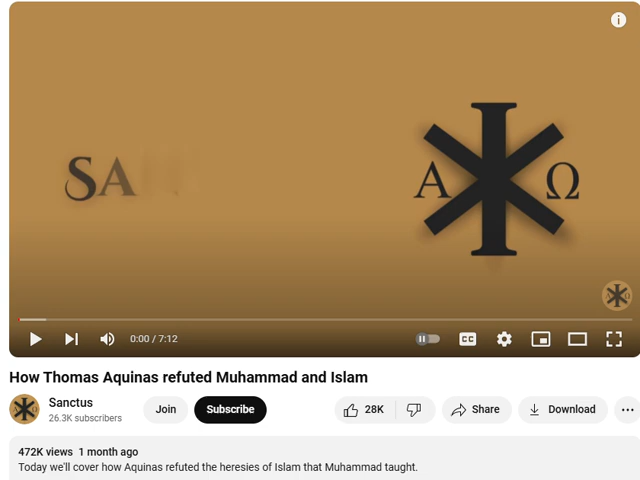 SA
Α Ω
0:00 / 7:12
CC
How Thomas Aquinas refuted Muhammad and Islam
Sanctus
26.3K subscribers
Join
Subscribe
28K
Share
Download
472K views 1 month ago
Today we'll cover how Aquinas refuted the heresies of Islam that Muhammad taught.